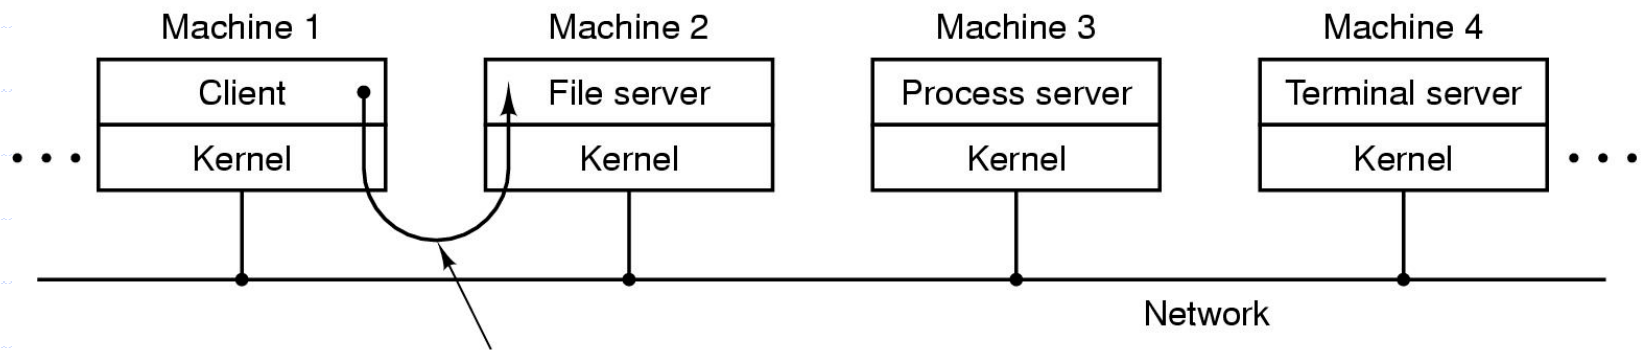 Machine 1 Machine 2 Machine 3 Machine 4
Client File server Process server Terminal server
Kernel Kernel Kernel Kernel
Network